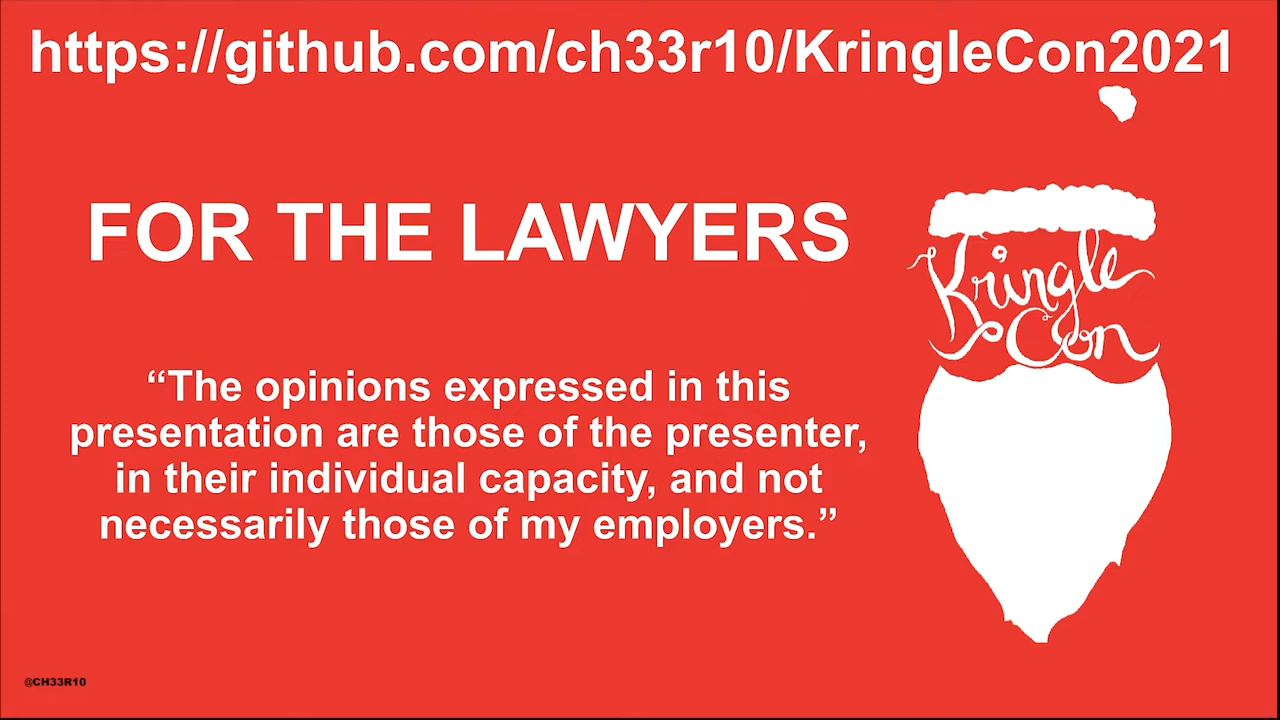 https://github.com/ch33r10/KringleCon2021
FOR THE LAWYERS
Kringle
Con
“The opinions expressed in this
presentation are those of the presenter,
in their individual capacity, and not
necessarily those of my employers.”
@CH33R10